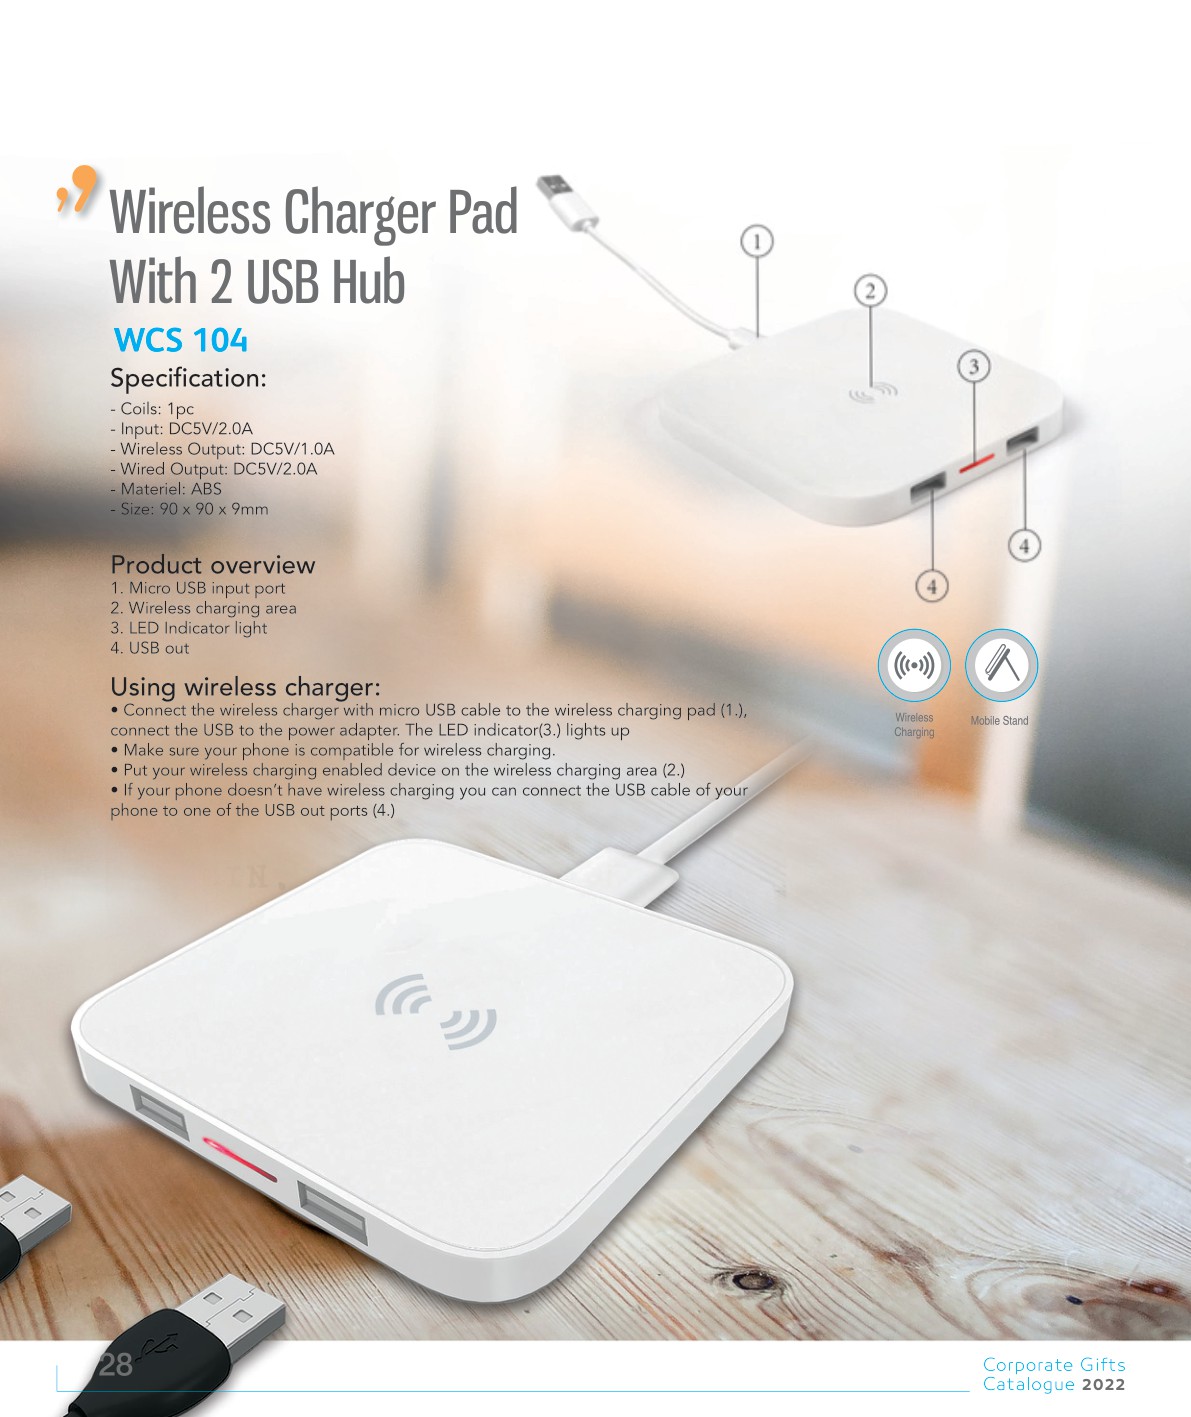 Wireless Charger Pad
With 2 USB Hub
WCS 104
Specification:
- Coils: 1pc
- Input: DC5V/2.0A
- Wireless Output: DC5V/1.0A
- Wired Output: DC5V/2.0A
- Materiel: ABS
- Size: 90 x 90 x 9mm
Product overview
1. Micro USB input port
2. Wireless charging area
3. LED Indicator light
4. USB out
Using wireless charger:
• Connect the wireless charger with micro USB cable to the wireless charging pad (1.),
connect the USB to the power adapter. The LED indicator(3.) lights up
• Make sure your phone is compatible for wireless charging.
• Put your wireless charging enabled device on the wireless charging area (2.)
• If your phone doesn’t have wireless charging you can connect the USB cable of your
phone to one of the USB out ports (4.)
1
2
3
4
4
Wireless
Charging
Mobile Stand
28
Corporate Gifts
Catalogue 2022